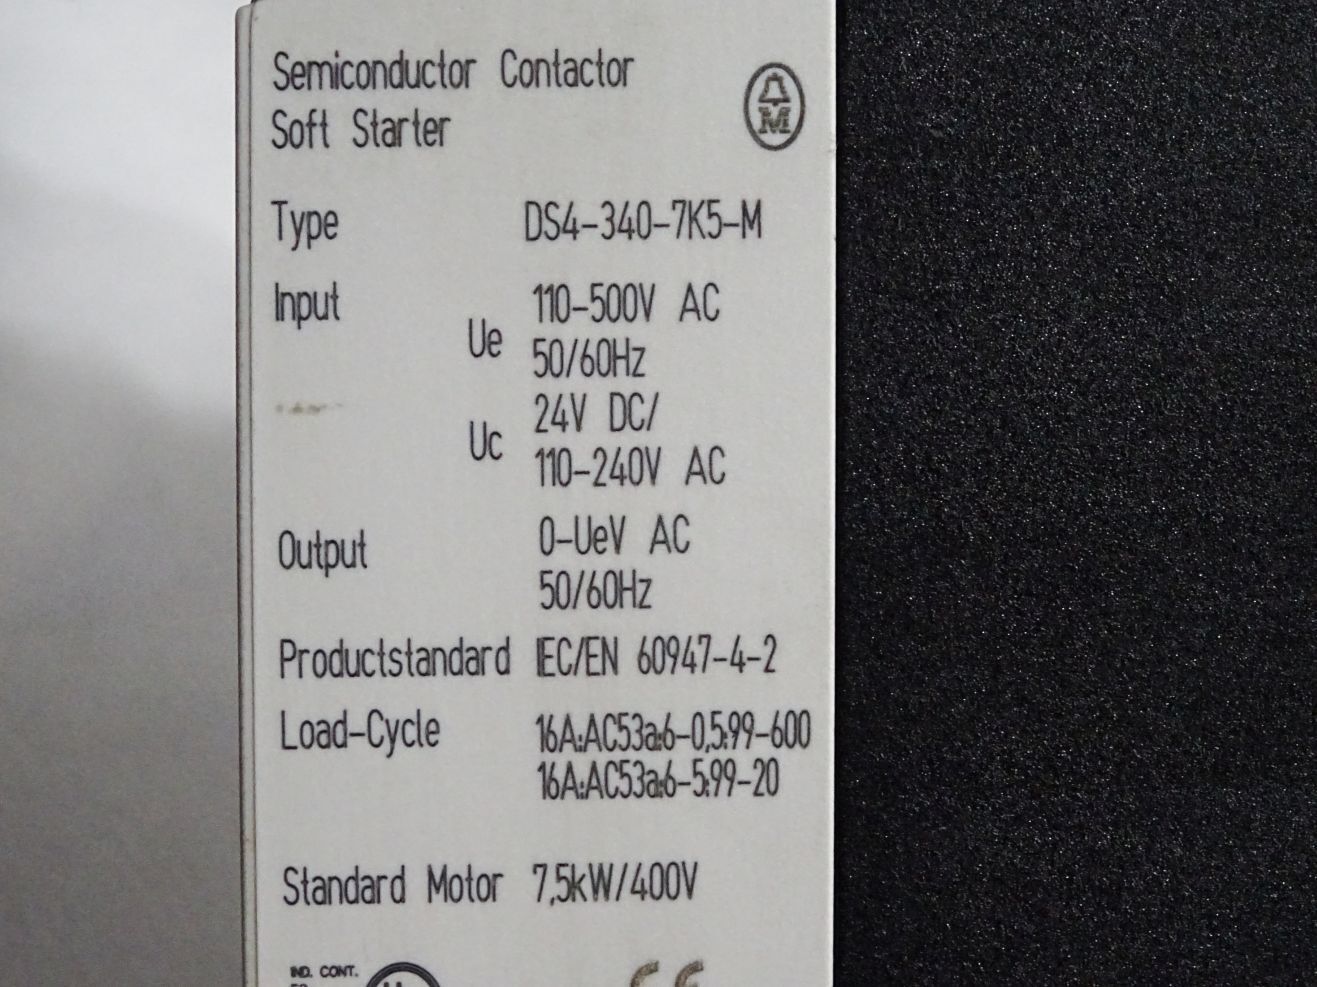 Semiconductor Contactor
Soft Starter
M
Type DS4-340-7K5-M
Input
Ue 110-500V AC
50/60Hz
Uc 24V DC/
110-240V AC
Output 0-UeV AC
50/60Hz
Productstandard IEC/EN 60947-4-2
Load-Cycle 16A:AC53a:6-0,5:99-600
16A:AC53a:6-5:99-20
Standard Motor 7,5kW/400V
IND. CONT.
CE